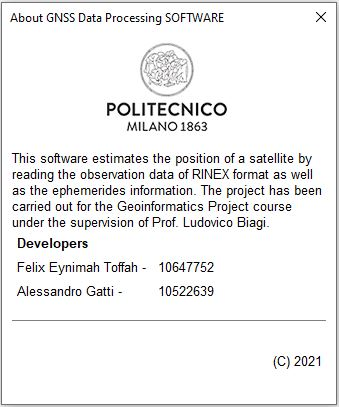 About GNSS Data Processing SOFTWARE
POLITECNICO
MILANO 1863
This software estimates the position of a satellite by
reading the observation data of RINEX format as well
as the ephemerides information. The project has been
carried out for the Geoinformatics Project course
under the supervision of Prof. Ludovico Biagi.
Developers
Felix Eynimah Toffah - 10647752
Alessandro Gatti - 10522639
(C) 2021